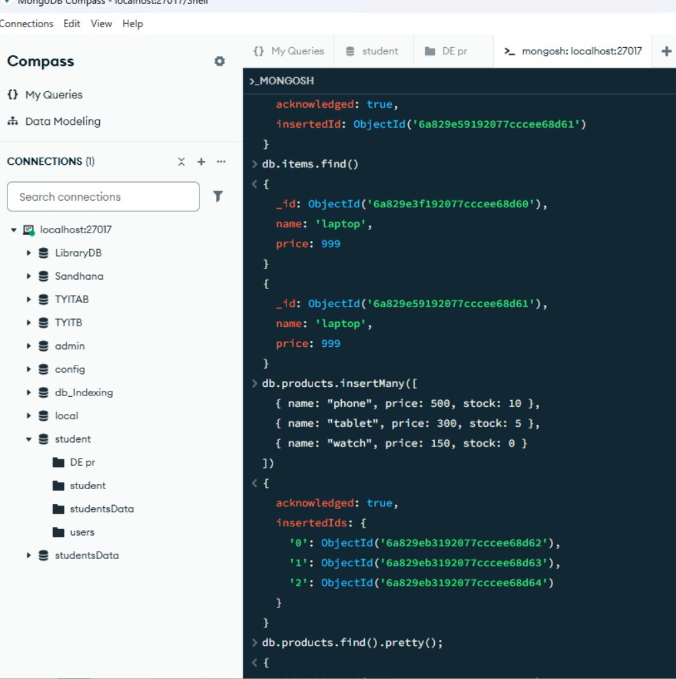 MongoDB Compass - localhost:27017/Shell
Connections Edit View Help
Compass
{} My Queries
Data Modeling
CONNECTIONS (1)
Search connections
localhost:27017
LibraryDB
Sandhana
TYITAB
TYITB
admin
config
db_Indexing
local
student
DE pr
student
studentsData
users
studentsData
{} My Queries student DE pr >_ mongosh: localhost:27017 +
>_MONGOSH
acknowledged: true,
insertedId: ObjectId('6a829e59192077cccee68d61')
}
> db.items.find()
< {
_id: ObjectId('6a829e3f192077cccee68d60'),
name: 'laptop',
price: 999
}
{
_id: ObjectId('6a829e59192077cccee68d61'),
name: 'laptop',
price: 999
}
> db.products.insertMany([
{ name: "phone", price: 500, stock: 10 },
{ name: "tablet", price: 300, stock: 5 },
{ name: "watch", price: 150, stock: 0 }
])
< {
acknowledged: true,
insertedIds: {
'0': ObjectId('6a829eb3192077cccee68d62'),
'1': ObjectId('6a829eb3192077cccee68d63'),
'2': ObjectId('6a829eb3192077cccee68d64')
}
}
> db.products.find().pretty();
< {